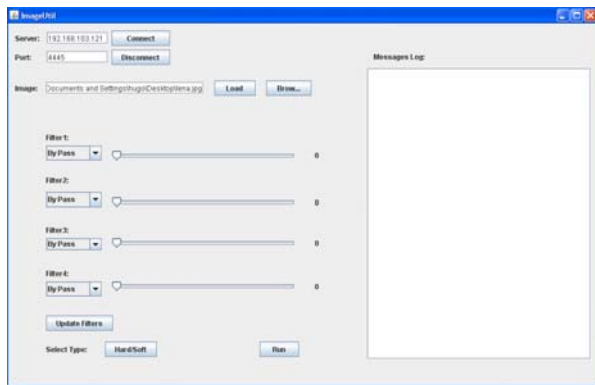 ImageUtil
Server: 192.168.103.121 Connect
Port: 4445 Disconnect
Messages Log:
Image: Documents and Settings\hugo\Desktop\lena.jpg Load Brow...
Filter1:
By Pass 0
Filter2:
By Pass 0
Filter3:
By Pass 0
Filter4:
By Pass 0
Update Filters
Select Type: Hard/Soft Run